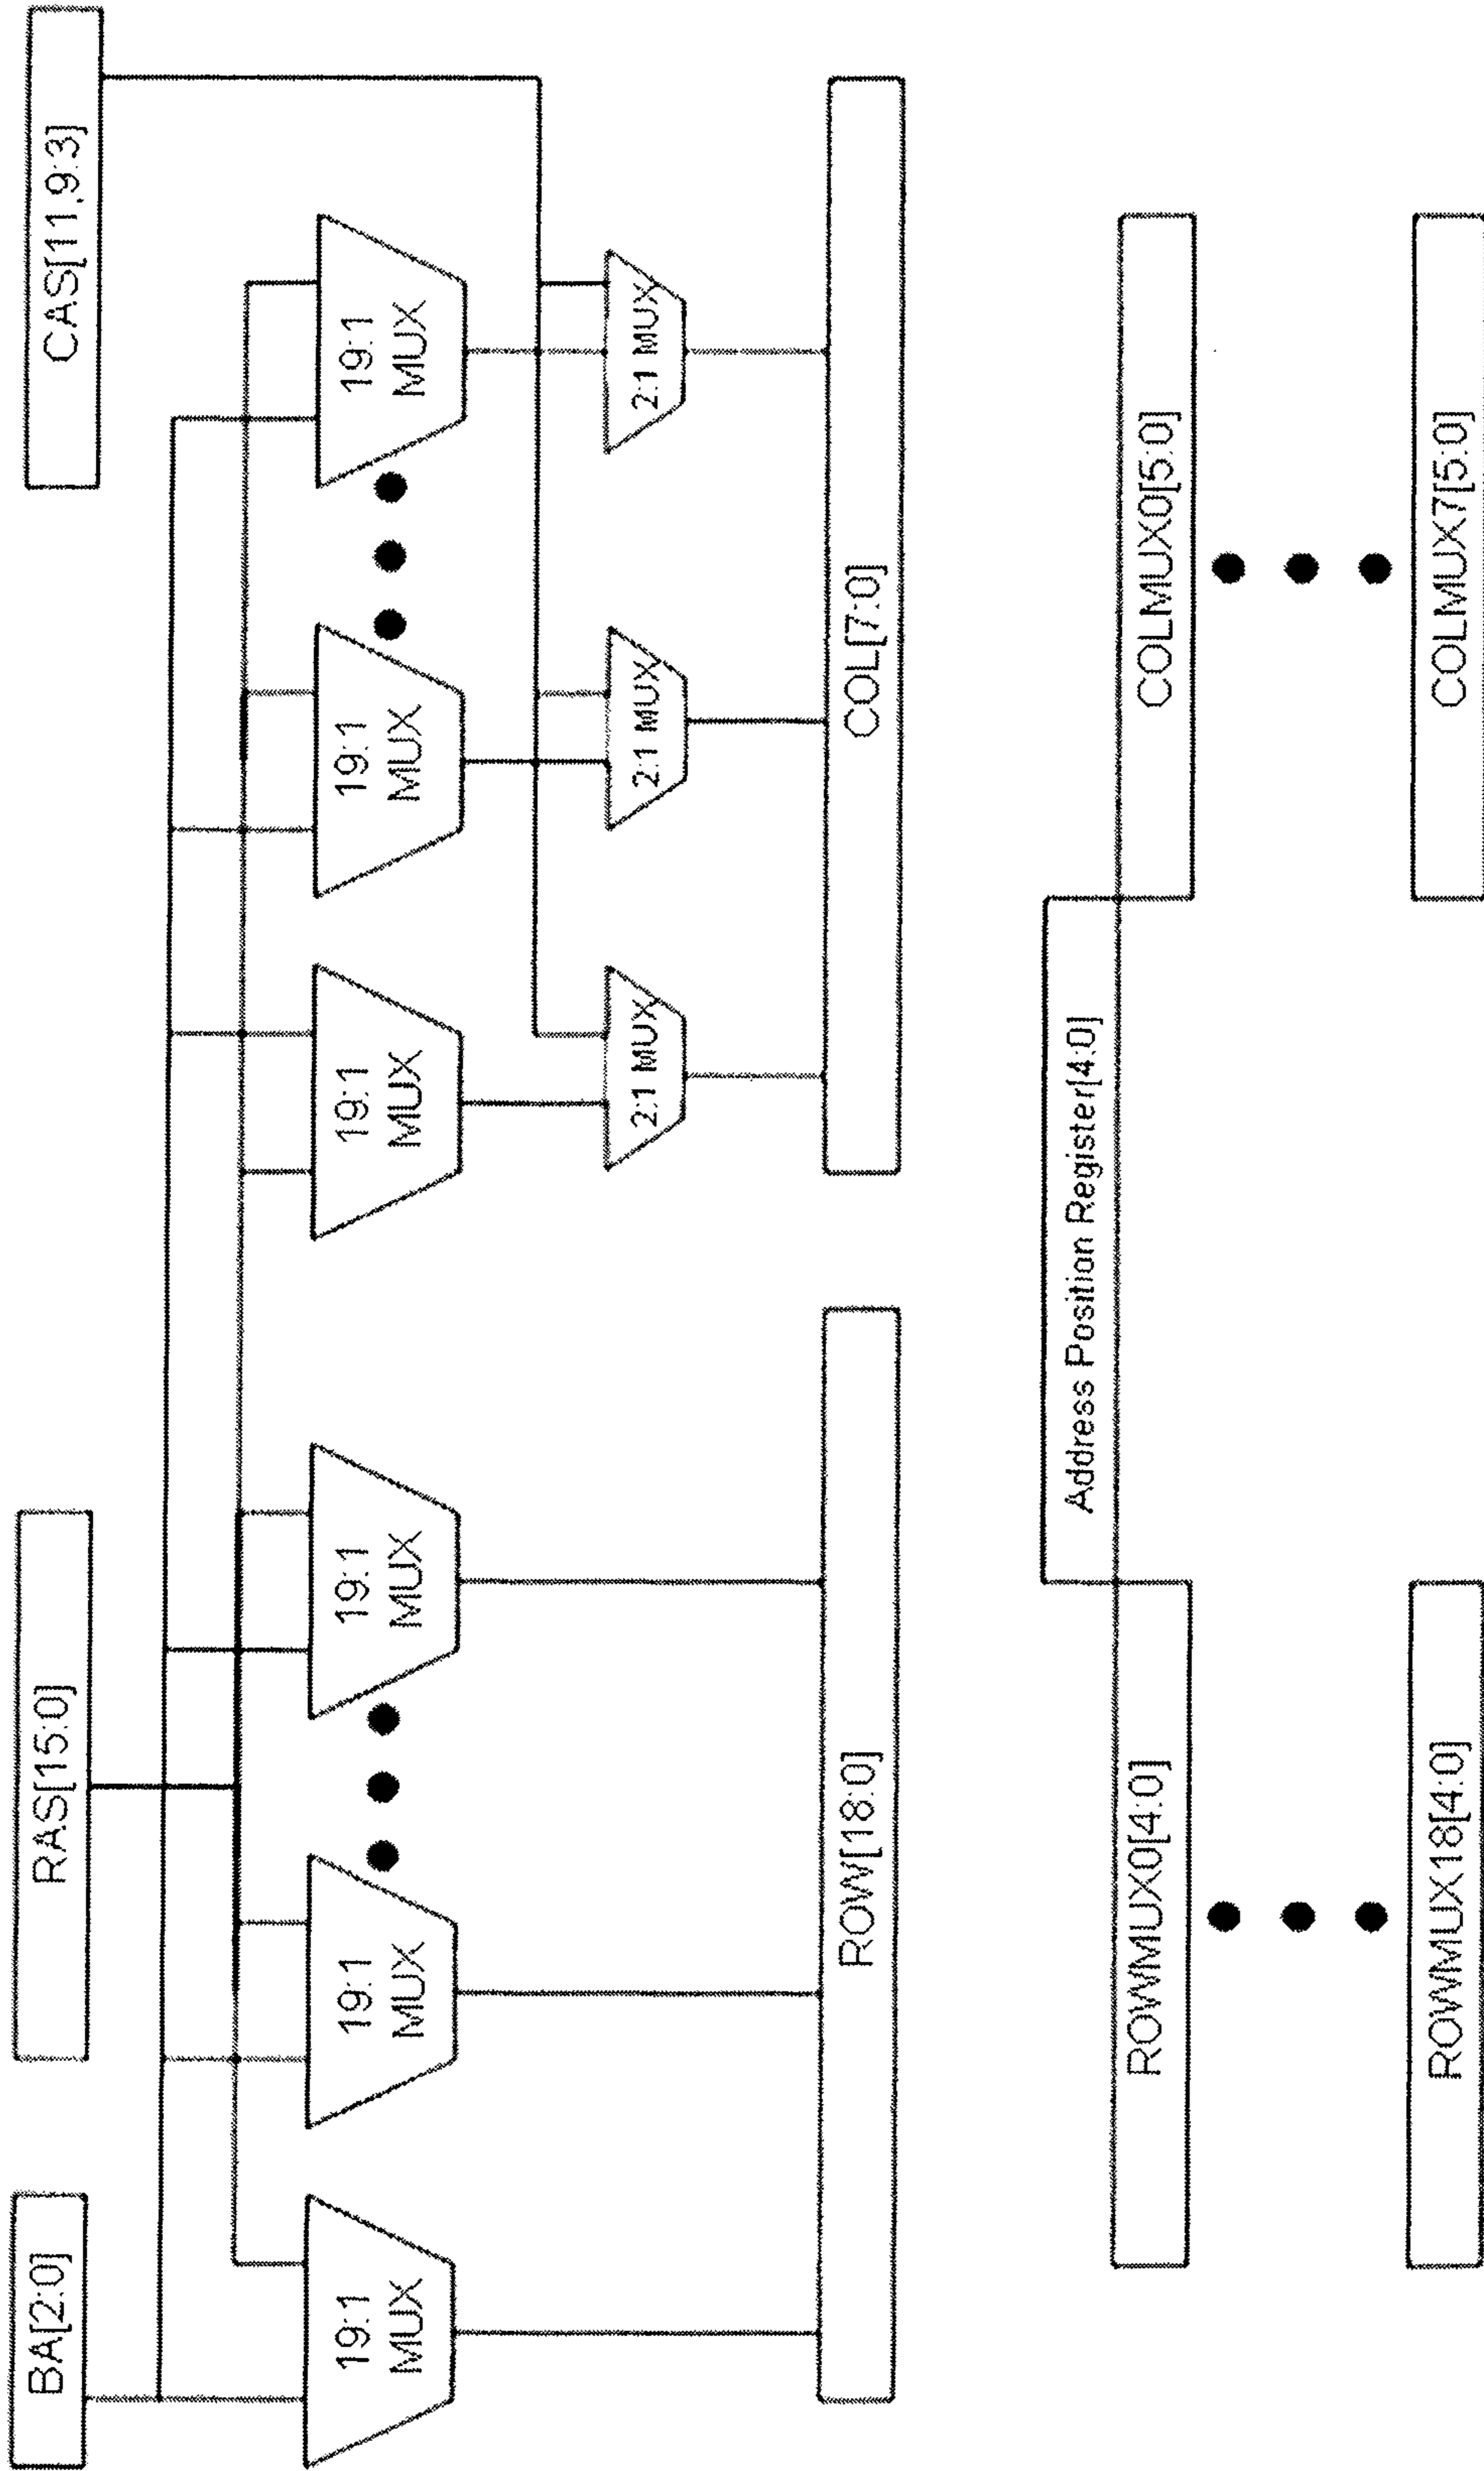 BA[2:0]
RAS[15:0]
CAS[11,9:3]
19:1
MUX
19:1
MUX
19:1
MUX
19:1
MUX
19:1
MUX
19:1
MUX
2:1 MUX
2:1 MUX
2:1 MUX
ROW[18:0]
COL[7:0]
Address Position Register[4:0]
ROWMUX0[4:0]
COLMUX0[5:0]
ROWMUX18[4:0]
COLMUX7[5:0]